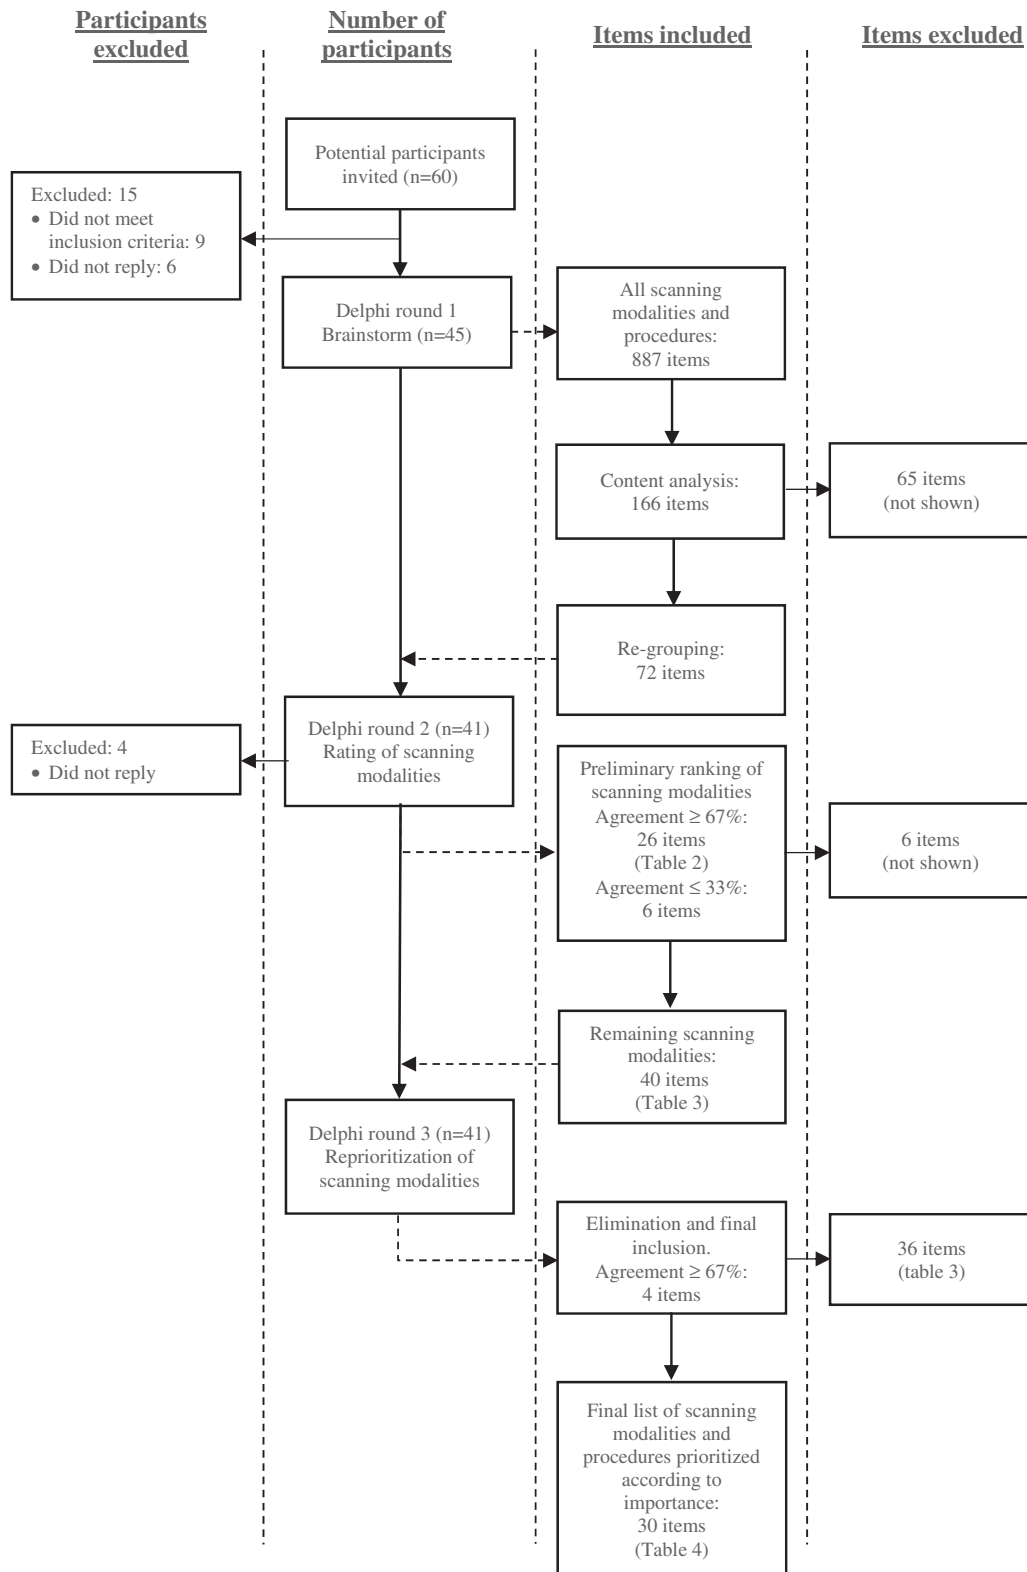 Participants
excluded
Number of
participants
Items included
Items excluded
Potential participants
invited (n=60)
Excluded: 15
• Did not meet
inclusion criteria: 9
• Did not reply: 6
Delphi round 1
Brainstorm (n=45)
All scanning
modalities and
procedures:
887 items
Content analysis:
166 items
65 items
(not shown)
Re-grouping:
72 items
Delphi round 2 (n=41)
Rating of scanning
modalities
Excluded: 4
• Did not reply
Preliminary ranking of
scanning modalities
Agreement ≥ 67%:
26 items
(Table 2)
Agreement ≤ 33%:
6 items
6 items
(not shown)
Remaining scanning
modalities:
40 items
(Table 3)
Delphi round 3 (n=41)
Reprioritization of
scanning modalities
Elimination and final
inclusion.
Agreement ≥ 67%:
4 items
36 items
(table 3)
Final list of scanning
modalities and
procedures prioritized
according to
importance:
30 items
(Table 4)